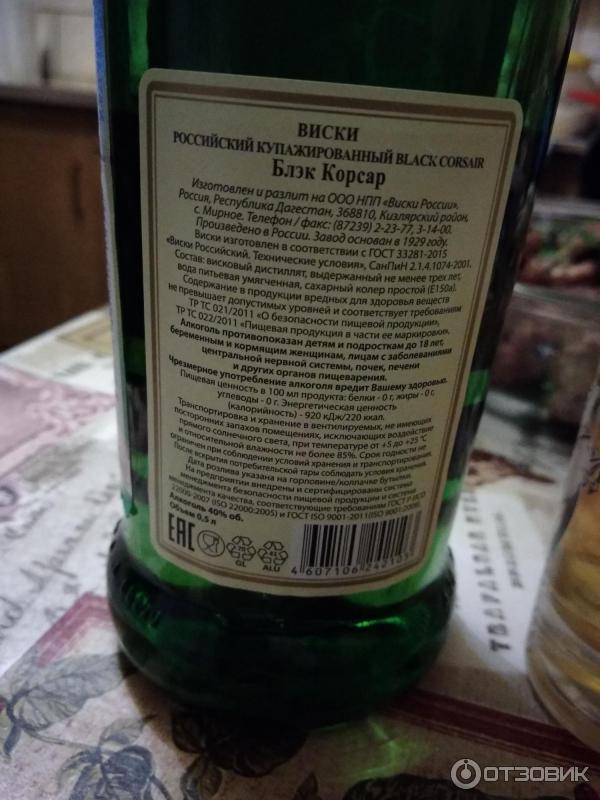 ВИСКИ
РОССИЙСКИЙ КУПАЖИРОВАННЫЙ BLACK CORSAIR
Блэк Корсар
Изготовлен и разлит на ООО НПП «Виски России».
Россия, Республика Дагестан, 368810, Кизлярский район,
с. Мирное. Телефон / факс: (87239) 2-23-77, 3-14-00.
Произведено в России. Завод основан в 1929 году.
Виски изготовлен в соответствии с ГОСТ 33281-2015
«Виски Российский. Технические условия», СанПиН 2.1.4.1074-2001.
Состав: висковый дистиллят, выдержанный не менее трех лет,
вода питьевая умягченная, сахарный колер простой (Е150а).
Содержание в продукции вредных для здоровья веществ
не превышает допустимых уровней и соответствует требованиям
ТР ТС 021/2011 «О безопасности пищевой продукции»,
ТР ТС 022/2011 «Пищевая продукция в части ее маркировки».
Алкоголь противопоказан детям и подросткам до 18 лет,
беременным и кормящим женщинам, лицам с заболеваниями
центральной нервной системы, почек, печени
и других органов пищеварения.
Чрезмерное употребление алкоголя вредит Вашему здоровью.
Пищевая ценность в 100 мл продукта: белки - 0 г, жиры - 0 г,
углеводы - 0 г. Энергетическая ценность
(калорийность) - 920 кДж/220 ккал.
Транспортировка и хранение в вентилируемых, не имеющих
посторонних запахов помещениях, исключающих воздействие
прямого солнечного света, при температуре от +5 до +25 °С
и относительной влажности не более 85%. Срок годности не
ограничен при соблюдении условий хранения и транспортирования.
После вскрытия потребительской тары соблюдать условия хранения.
Дата розлива указана на горловине/колпачке бутылки.
На предприятии внедрены и сертифицированы система
менеджмента безопасности пищевой продукции и система
менеджмента качества, соответствующие требованиям ГОСТ Р ИСО
22000-2007 (ISO 22000:2005) и ГОСТ ISO 9001-2011(ISO 9001:2008).
Алкоголь 40% об.
Объем 0,5 л
EAC
GL
ALU
ОТЗОВИК